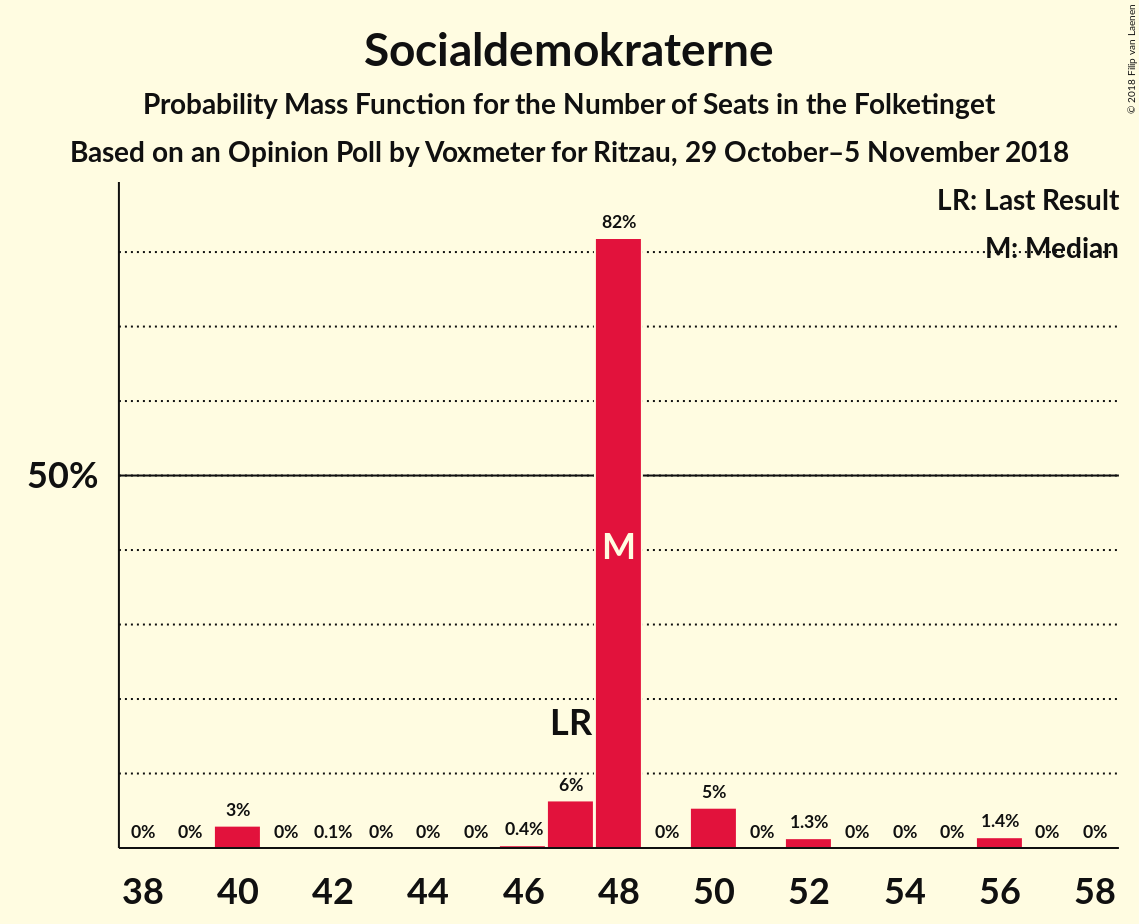 Socialdemokraterne
Probability Mass Function for the Number of Seats in the Folketinget
Based on an Opinion Poll by Voxmeter for Ritzau, 29 October–5 November 2018
© 2018 Filip van Laenen
LR: Last Result
M: Median
82%
50%
M
LR
0% 0% 3% 0% 0.1% 0% 0% 0% 0.4% 6% 0% 5% 0% 1.3% 0% 0% 0% 1.4% 0% 0%
38 40 42 44 46 48 50 52 54 56 58